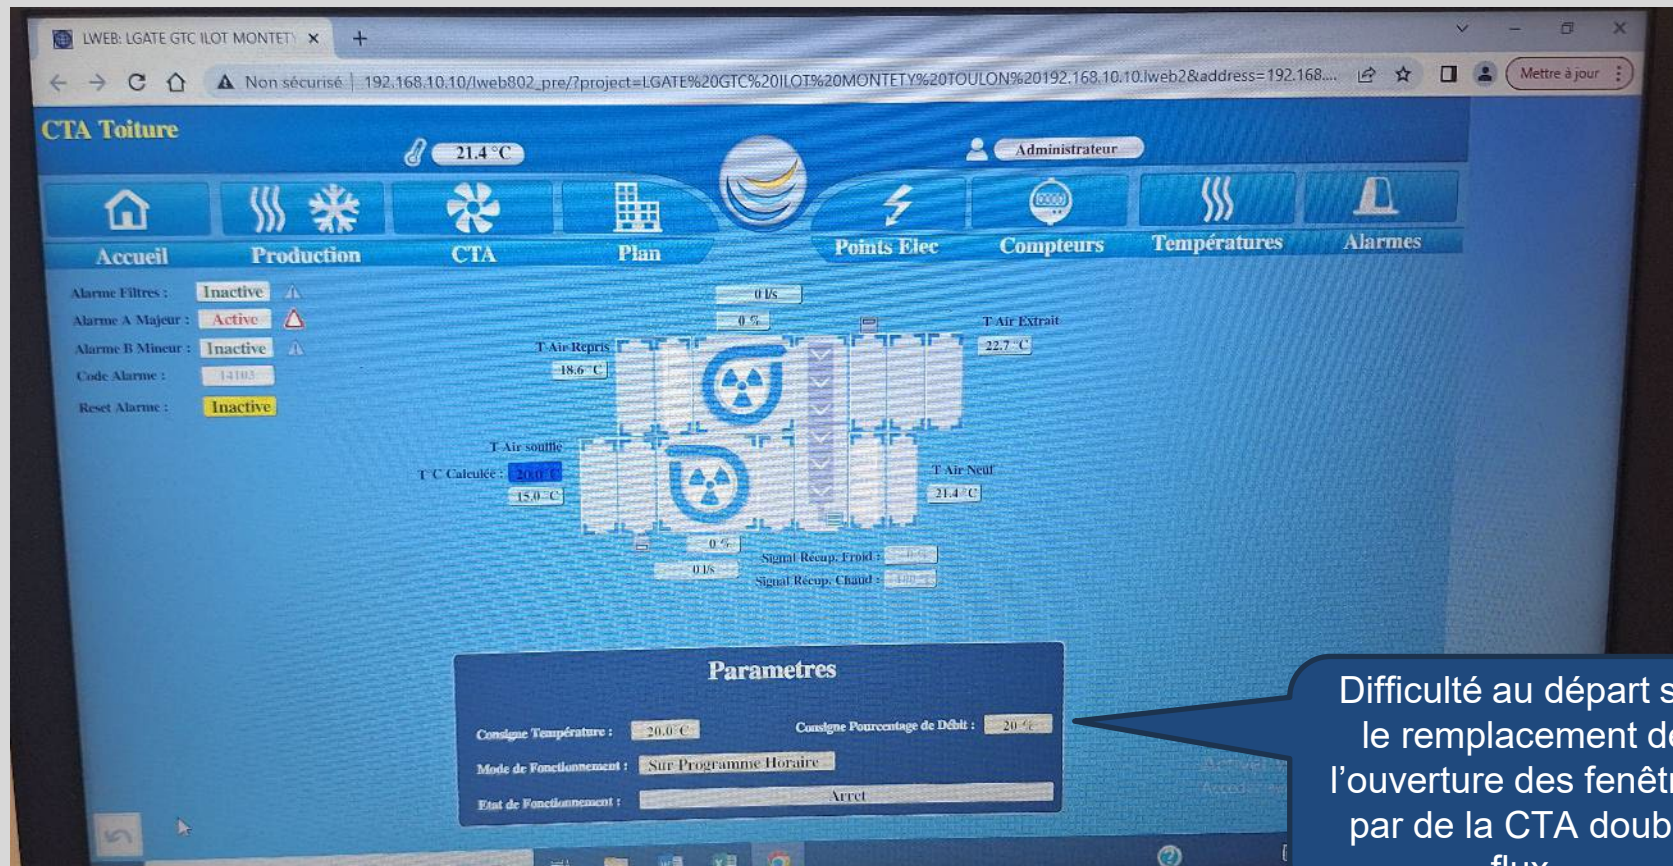 LWEB: LGATE GTC ILOT MONTETY
Non sécurisé | 192.168.10.10/lweb802_pre/?project=LGATE%20GTC%20ILOT%20MONTETY%20TOULON%20192.168.10.10.lweb2&address=192.168....
Mettre à jour
CTA Toiture
21.4 °C
Administrateur
Accueil
Production
CTA
Plan
Points Elec
Compteurs
Températures
Alarmes
Alarme Filtres : Inactive
Alarme A Majeur : Active
Alarme B Mineur : Inactive
Code Alarme : 14103
Reset Alarme : Inactive
0 l/s
0 %
T Air Repris
18.6 °C
T Air Extrait
22.7 °C
T Air soufflé
T°C Calculée : 20.0 °C
15.0 °C
T Air Neuf
21.4 °C
0 %
0 l/s
Signal Récup. Froid :
Signal Récup. Chaud :
Parametres
Consigne Température : 20.0 °C
Consigne Pourcentage de Débit : 20 %
Mode de Fonctionnement : Sur Programme Horaire
Etat de Fonctionnement : Arret
Difficulté au départ s
le remplacement de
l'ouverture des fenêtr
par de la CTA doub
flux